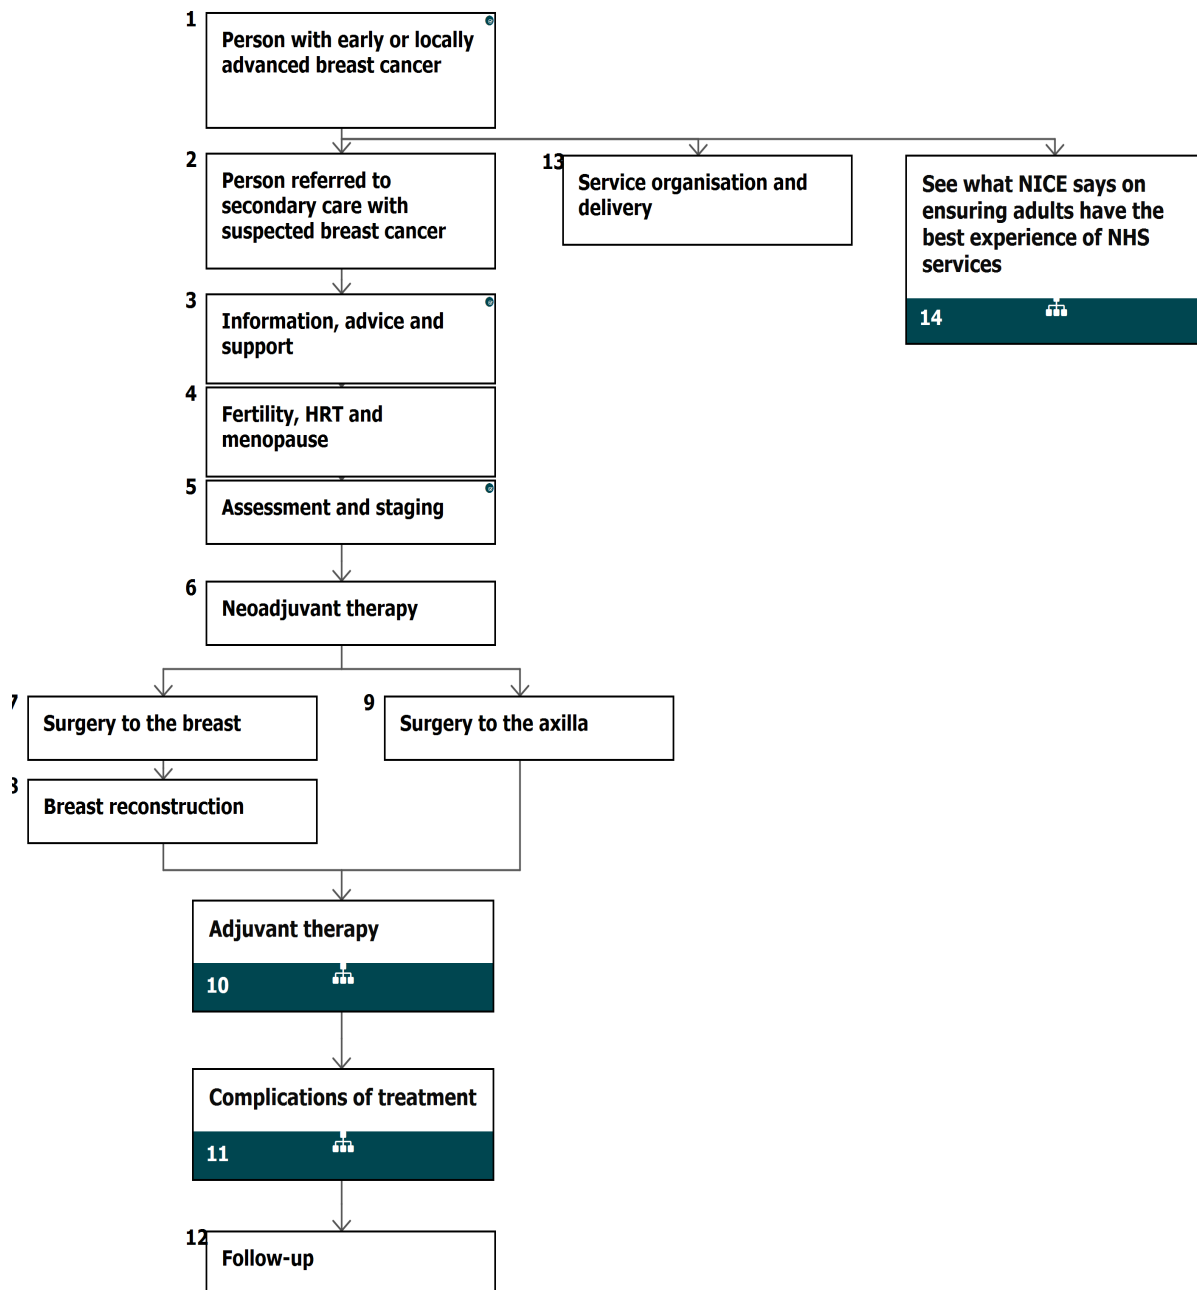 1
Person with early or locally
advanced breast cancer
2
Person referred to
secondary care with
suspected breast cancer
13
Service organisation and
delivery
See what NICE says on
ensuring adults have the
best experience of NHS
services
14
3
Information, advice and
support
4
Fertility, HRT and
menopause
5
Assessment and staging
6
Neoadjuvant therapy
7
Surgery to the breast
9
Surgery to the axilla
8
Breast reconstruction
Adjuvant therapy
10
Complications of treatment
11
12
Follow-up